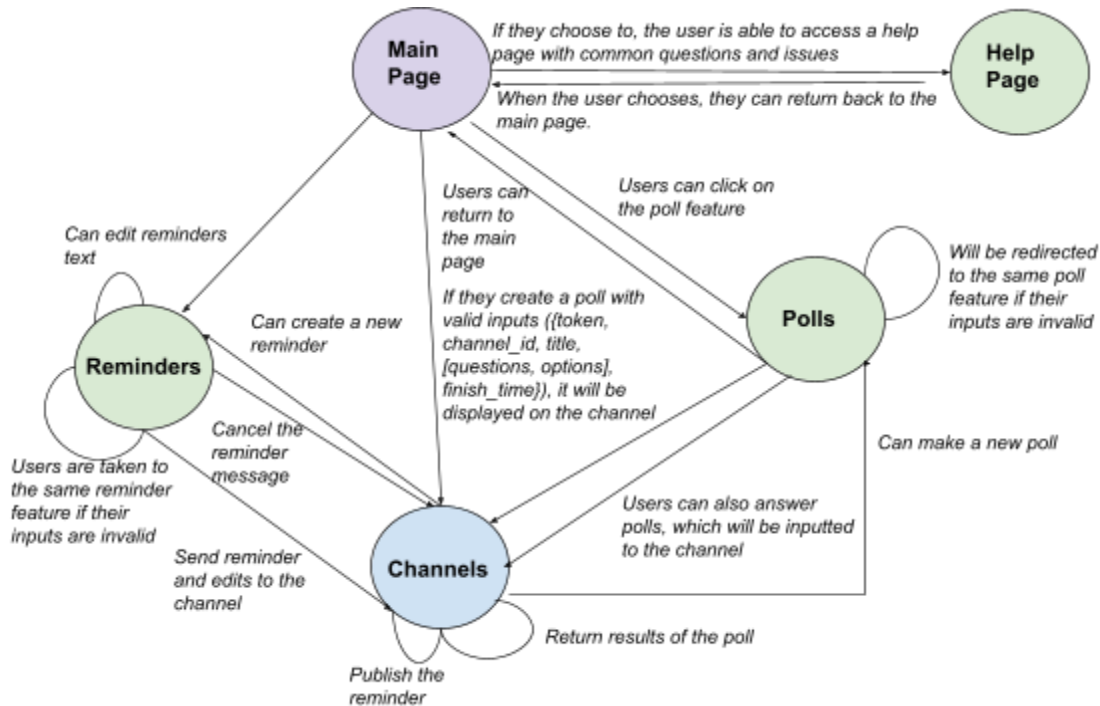 Main
Page
If they choose to, the user is able to access a help
page with common questions and issues
Help
Page
When the user chooses, they can return back to the
main page.
Users can
return to
the main
page
Users can click on
the poll feature
Can edit reminders
text
Will be redirected
to the same poll
feature if their
inputs are invalid
Polls
Can create a new
reminder
If they create a poll with
valid inputs ({token,
channel_id, title,
[questions, options],
finish_time}), it will be
displayed on the channel
Reminders
Cancel the
reminder
message
Can make a new poll
Users are taken to
the same reminder
feature if their
inputs are invalid
Users can also answer
polls, which will be inputted
to the channel
Send reminder
and edits to the
channel
Channels
Return results of the poll
Publish the
reminder